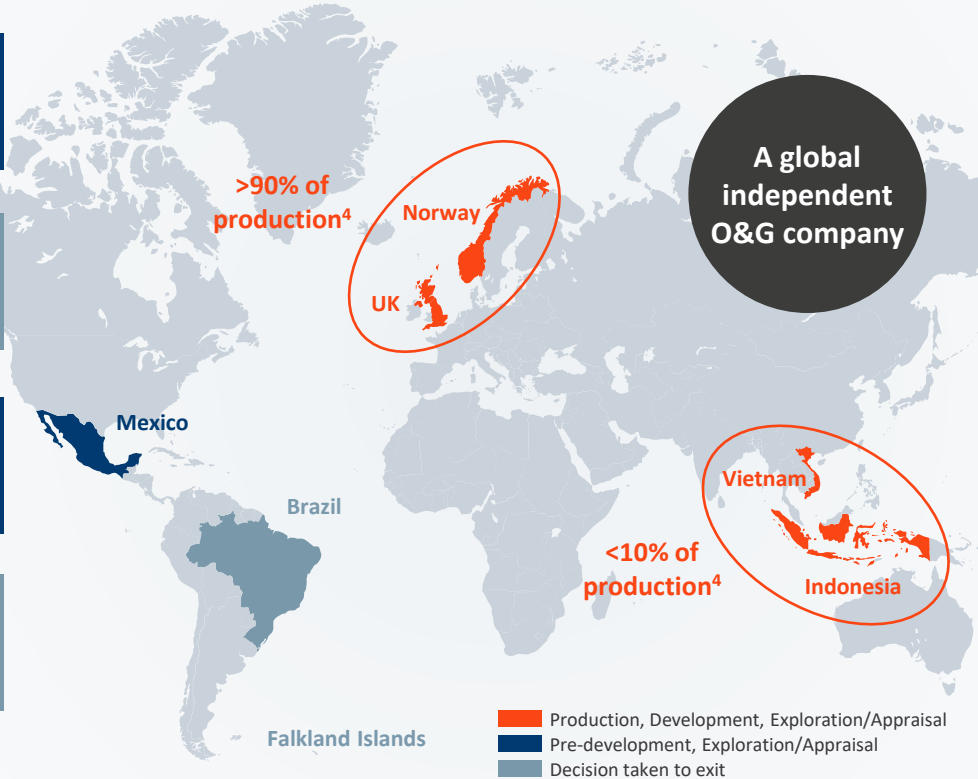 A global
independent
O&G company
>90% of
production4
Norway
UK
Mexico
Brazil
Vietnam
<10% of
production4
Indonesia
Falkland Islands
Production, Development, Exploration/Appraisal
Pre-development, Exploration/Appraisal
Decision taken to exit